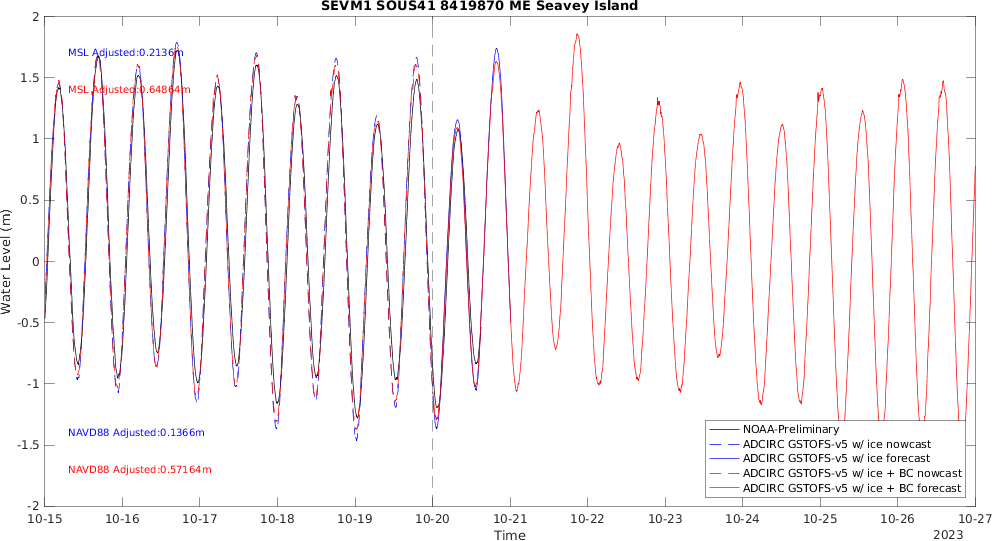 SEVM1 SOUS41 8419870 ME Seavey Island
2
1.5
1
0.5
0
-0.5
-1
-1.5
-2
Water Level (m)
MSL Adjusted:0.2136m
MSL Adjusted:0.64864m
NAVD88 Adjusted:0.1366m
NAVD88 Adjusted:0.57164m
NOAA-Preliminary
ADCIRC GSTOFS-v5 w/ ice nowcast
ADCIRC GSTOFS-v5 w/ ice forecast
ADCIRC GSTOFS-v5 w/ ice + BC nowcast
ADCIRC GSTOFS-v5 w/ ice + BC forecast
10-15 10-16 10-17 10-18 10-19 10-20 10-21 10-22 10-23 10-24 10-25 10-26 10-27
Time
2023